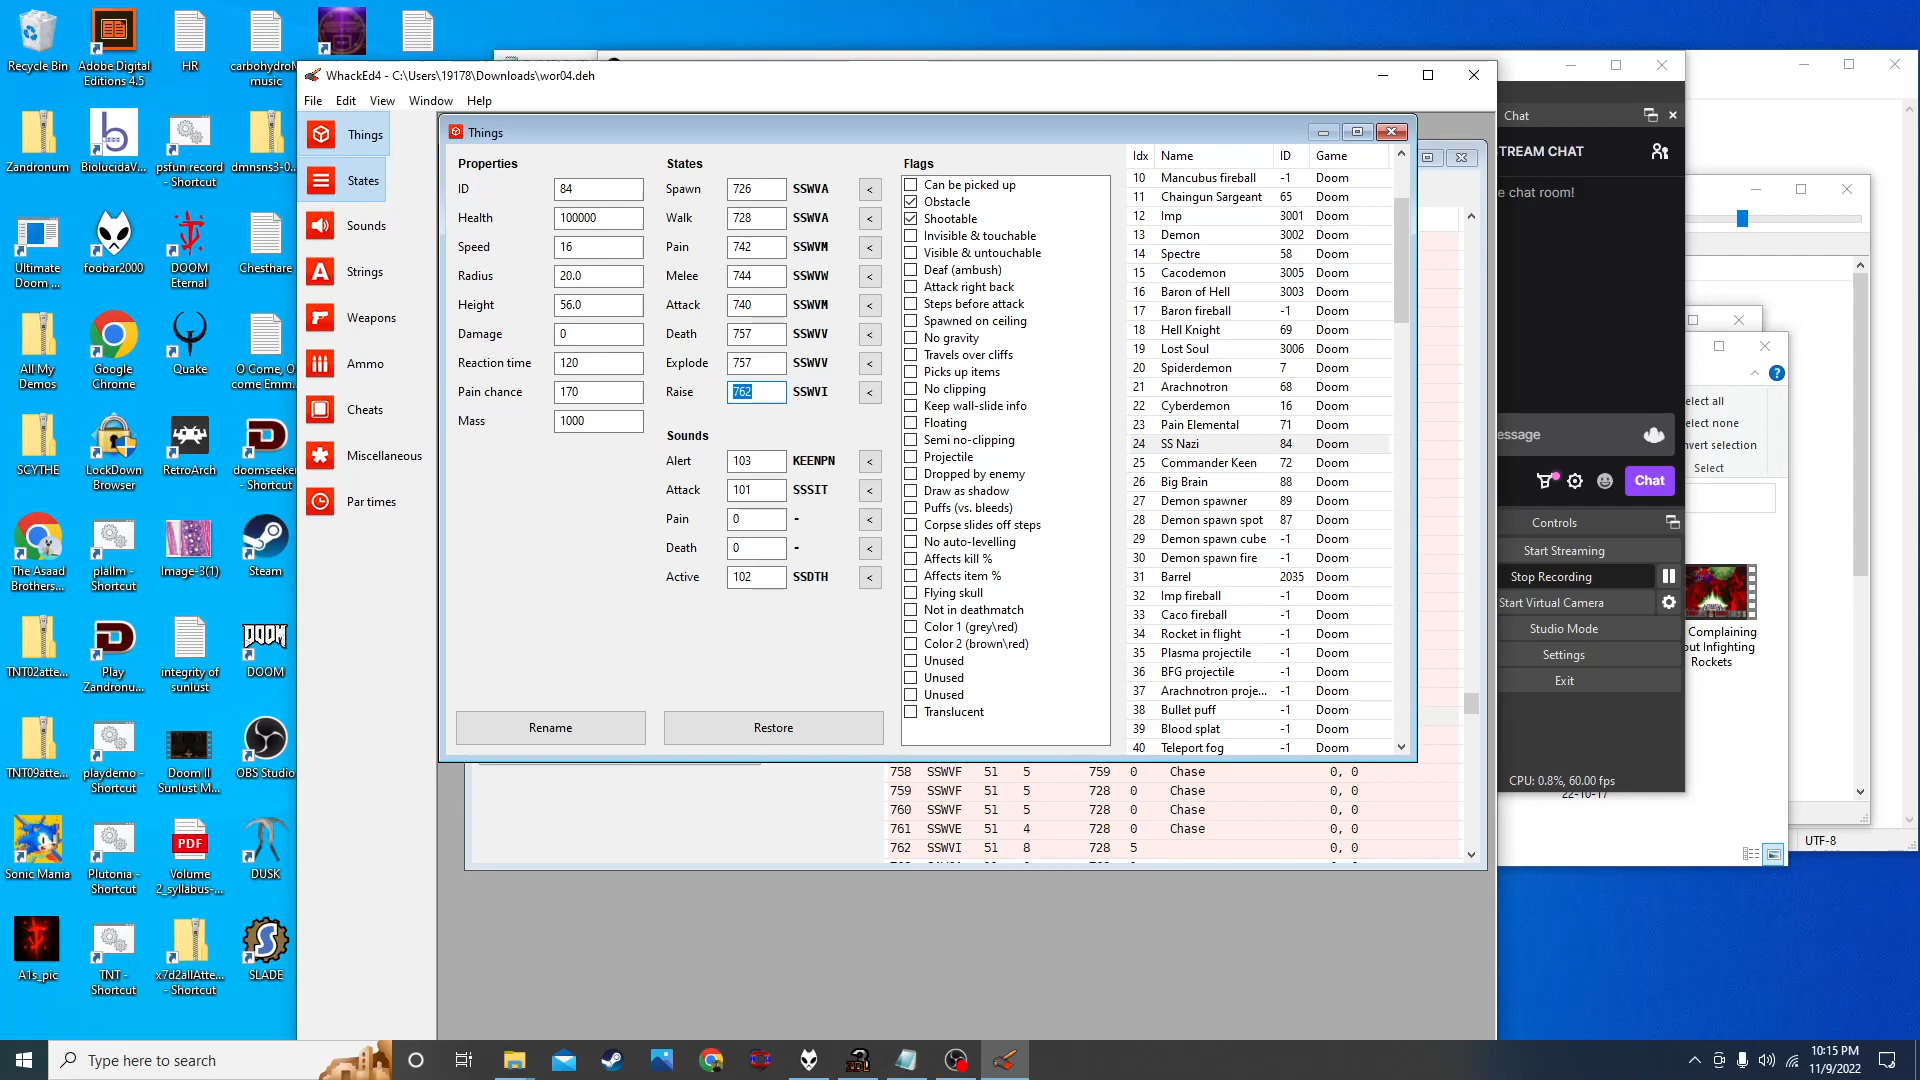 Recycle Bin
Adobe Digital
Editions 4.5
HR
carbohydroM
music
Zandronum
BiolucidaV...
psfun record
- Shortcut
dmnsns3-0...
Ultimate
Doom ...
foobar2000
DOOM
Eternal
Chesthare
All My
Demos
Google
Chrome
Quake
O Come, O
come Emm...
SCYTHE
LockDown
Browser
RetroArch
doomseeker
- Shortcut
The Asaad
Brothers...
plallm -
Shortcut
Image-3(1)
Steam
TNT02atte...
Play
Zandronu...
integrity of
sunlust
DOOM
TNT09atte...
playdemo -
Shortcut
Doom II
Sunlust M...
OBS Studio
Sonic Mania
Plutonia -
Shortcut
PDF
Volume
2_syllabus-...
DUSK
A1s_pic
TNT -
Shortcut
x7d2allAtte...
- Shortcut
SLADE
WhackEd4 - C:\Users\19178\Downloads\wor04.deh
File Edit View Window Help
Things
States
Sounds
Strings
Weapons
Ammo
Cheats
Miscellaneous
Par times
Things
Properties
ID 84
Health 100000
Speed 16
Radius 20.0
Height 56.0
Damage 0
Reaction time 120
Pain chance 170
Mass 1000
Rename
States
Spawn 726 SSWVA <
Walk 728 SSWVA <
Pain 742 SSWVM <
Melee 744 SSWVW <
Attack 740 SSWVM <
Death 757 SSWVV <
Explode 757 SSWVV <
Raise 762 SSWVI <
Sounds
Alert 103 KEENPN <
Attack 101 SSSIT <
Pain 0 - <
Death 0 - <
Active 102 SSDTH <
Restore
Flags
Can be picked up
Obstacle
Shootable
Invisible & touchable
Visible & untouchable
Deaf (ambush)
Attack right back
Steps before attack
Spawned on ceiling
No gravity
Travels over cliffs
Picks up items
No clipping
Keep wall-slide info
Floating
Semi no-clipping
Projectile
Dropped by enemy
Draw as shadow
Puffs (vs. bleeds)
Corpse slides off steps
No auto-levelling
Affects kill %
Affects item %
Flying skull
Not in deathmatch
Color 1 (grey\red)
Color 2 (brown\red)
Unused
Unused
Unused
Translucent
Idx Name ID Game
10 Mancubus fireball -1 Doom
11 Chaingun Sargeant 65 Doom
12 Imp 3001 Doom
13 Demon 3002 Doom
14 Spectre 58 Doom
15 Cacodemon 3005 Doom
16 Baron of Hell 3003 Doom
17 Baron fireball -1 Doom
18 Hell Knight 69 Doom
19 Lost Soul 3006 Doom
20 Spiderdemon 7 Doom
21 Arachnotron 68 Doom
22 Cyberdemon 16 Doom
23 Pain Elemental 71 Doom
24 SS Nazi 84 Doom
25 Commander Keen 72 Doom
26 Big Brain 88 Doom
27 Demon spawner 89 Doom
28 Demon spawn spot 87 Doom
29 Demon spawn cube -1 Doom
30 Demon spawn fire -1 Doom
31 Barrel 2035 Doom
32 Imp fireball -1 Doom
33 Caco fireball -1 Doom
34 Rocket in flight -1 Doom
35 Plasma projectile -1 Doom
36 BFG projectile -1 Doom
37 Arachnotron proje... -1 Doom
38 Bullet puff -1 Doom
39 Blood splat -1 Doom
40 Teleport fog -1 Doom
758 SSWVF 51 5 759 0 Chase 0, 0
759 SSWVF 51 5 728 0 Chase 0, 0
760 SSWVF 51 5 728 0 Chase 0, 0
761 SSWVE 51 4 728 0 Chase 0, 0
762 SSWVI 51 8 728 5 0, 0
Chat
TREAM CHAT
e chat room!
essage
Chat
Controls
Start Streaming
Stop Recording
Start Virtual Camera
Studio Mode
Settings
Exit
CPU: 0.8%, 60.00 fps
22-10-17
elect all
elect none
nvert selection
Select
Complaining
out Infighting
Rockets
UTF-8
Type here to search
10:15 PM
11/9/2022